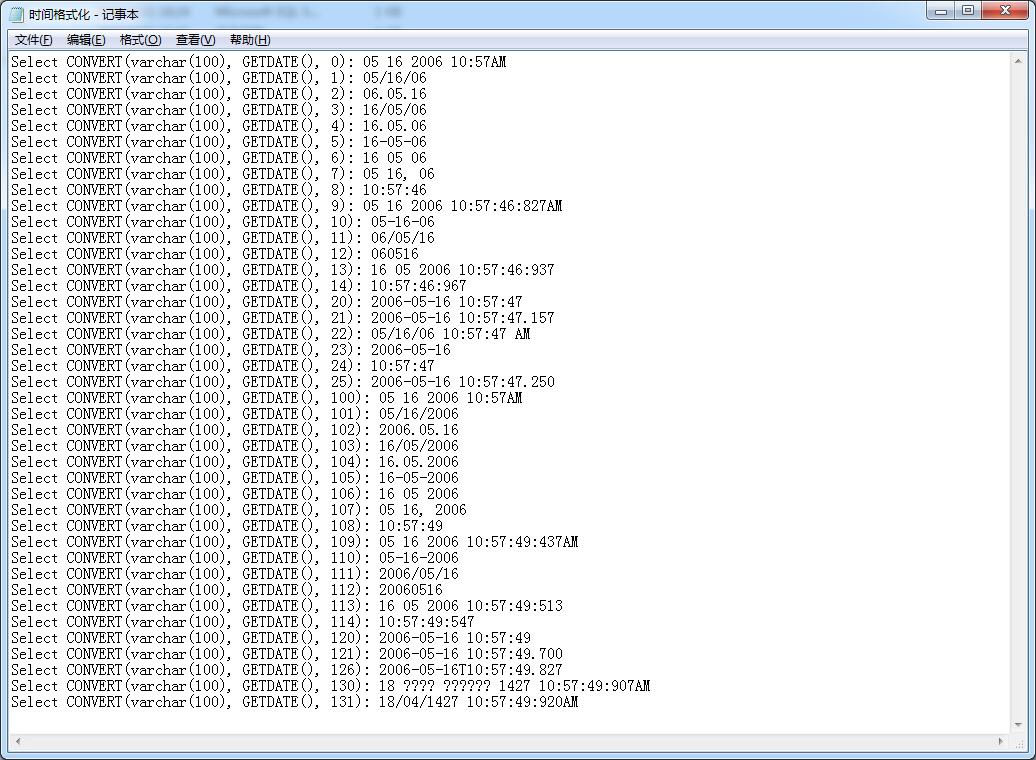 时间格式化 - 记事本
文件(F) 编辑(E) 格式(O) 查看(V) 帮助(H)
Select CONVERT(varchar(100), GETDATE(), 0): 05 16 2006 10:57AM
Select CONVERT(varchar(100), GETDATE(), 1): 05/16/06
Select CONVERT(varchar(100), GETDATE(), 2): 06.05.16
Select CONVERT(varchar(100), GETDATE(), 3): 16/05/06
Select CONVERT(varchar(100), GETDATE(), 4): 16.05.06
Select CONVERT(varchar(100), GETDATE(), 5): 16-05-06
Select CONVERT(varchar(100), GETDATE(), 6): 16 05 06
Select CONVERT(varchar(100), GETDATE(), 7): 05 16, 06
Select CONVERT(varchar(100), GETDATE(), 8): 10:57:46
Select CONVERT(varchar(100), GETDATE(), 9): 05 16 2006 10:57:46:827AM
Select CONVERT(varchar(100), GETDATE(), 10): 05-16-06
Select CONVERT(varchar(100), GETDATE(), 11): 06/05/16
Select CONVERT(varchar(100), GETDATE(), 12): 060516
Select CONVERT(varchar(100), GETDATE(), 13): 16 05 2006 10:57:46:937
Select CONVERT(varchar(100), GETDATE(), 14): 10:57:46:967
Select CONVERT(varchar(100), GETDATE(), 20): 2006-05-16 10:57:47
Select CONVERT(varchar(100), GETDATE(), 21): 2006-05-16 10:57:47.157
Select CONVERT(varchar(100), GETDATE(), 22): 05/16/06 10:57:47 AM
Select CONVERT(varchar(100), GETDATE(), 23): 2006-05-16
Select CONVERT(varchar(100), GETDATE(), 24): 10:57:47
Select CONVERT(varchar(100), GETDATE(), 25): 2006-05-16 10:57:47.250
Select CONVERT(varchar(100), GETDATE(), 100): 05 16 2006 10:57AM
Select CONVERT(varchar(100), GETDATE(), 101): 05/16/2006
Select CONVERT(varchar(100), GETDATE(), 102): 2006.05.16
Select CONVERT(varchar(100), GETDATE(), 103): 16/05/2006
Select CONVERT(varchar(100), GETDATE(), 104): 16.05.2006
Select CONVERT(varchar(100), GETDATE(), 105): 16-05-2006
Select CONVERT(varchar(100), GETDATE(), 106): 16 05 2006
Select CONVERT(varchar(100), GETDATE(), 107): 05 16, 2006
Select CONVERT(varchar(100), GETDATE(), 108): 10:57:49
Select CONVERT(varchar(100), GETDATE(), 109): 05 16 2006 10:57:49:437AM
Select CONVERT(varchar(100), GETDATE(), 110): 05-16-2006
Select CONVERT(varchar(100), GETDATE(), 111): 2006/05/16
Select CONVERT(varchar(100), GETDATE(), 112): 20060516
Select CONVERT(varchar(100), GETDATE(), 113): 16 05 2006 10:57:49:513
Select CONVERT(varchar(100), GETDATE(), 114): 10:57:49:547
Select CONVERT(varchar(100), GETDATE(), 120): 2006-05-16 10:57:49
Select CONVERT(varchar(100), GETDATE(), 121): 2006-05-16 10:57:49.700
Select CONVERT(varchar(100), GETDATE(), 126): 2006-05-16T10:57:49.827
Select CONVERT(varchar(100), GETDATE(), 130): 18 ???? ?????? 1427 10:57:49:907AM
Select CONVERT(varchar(100), GETDATE(), 131): 18/04/1427 10:57:49:920AM